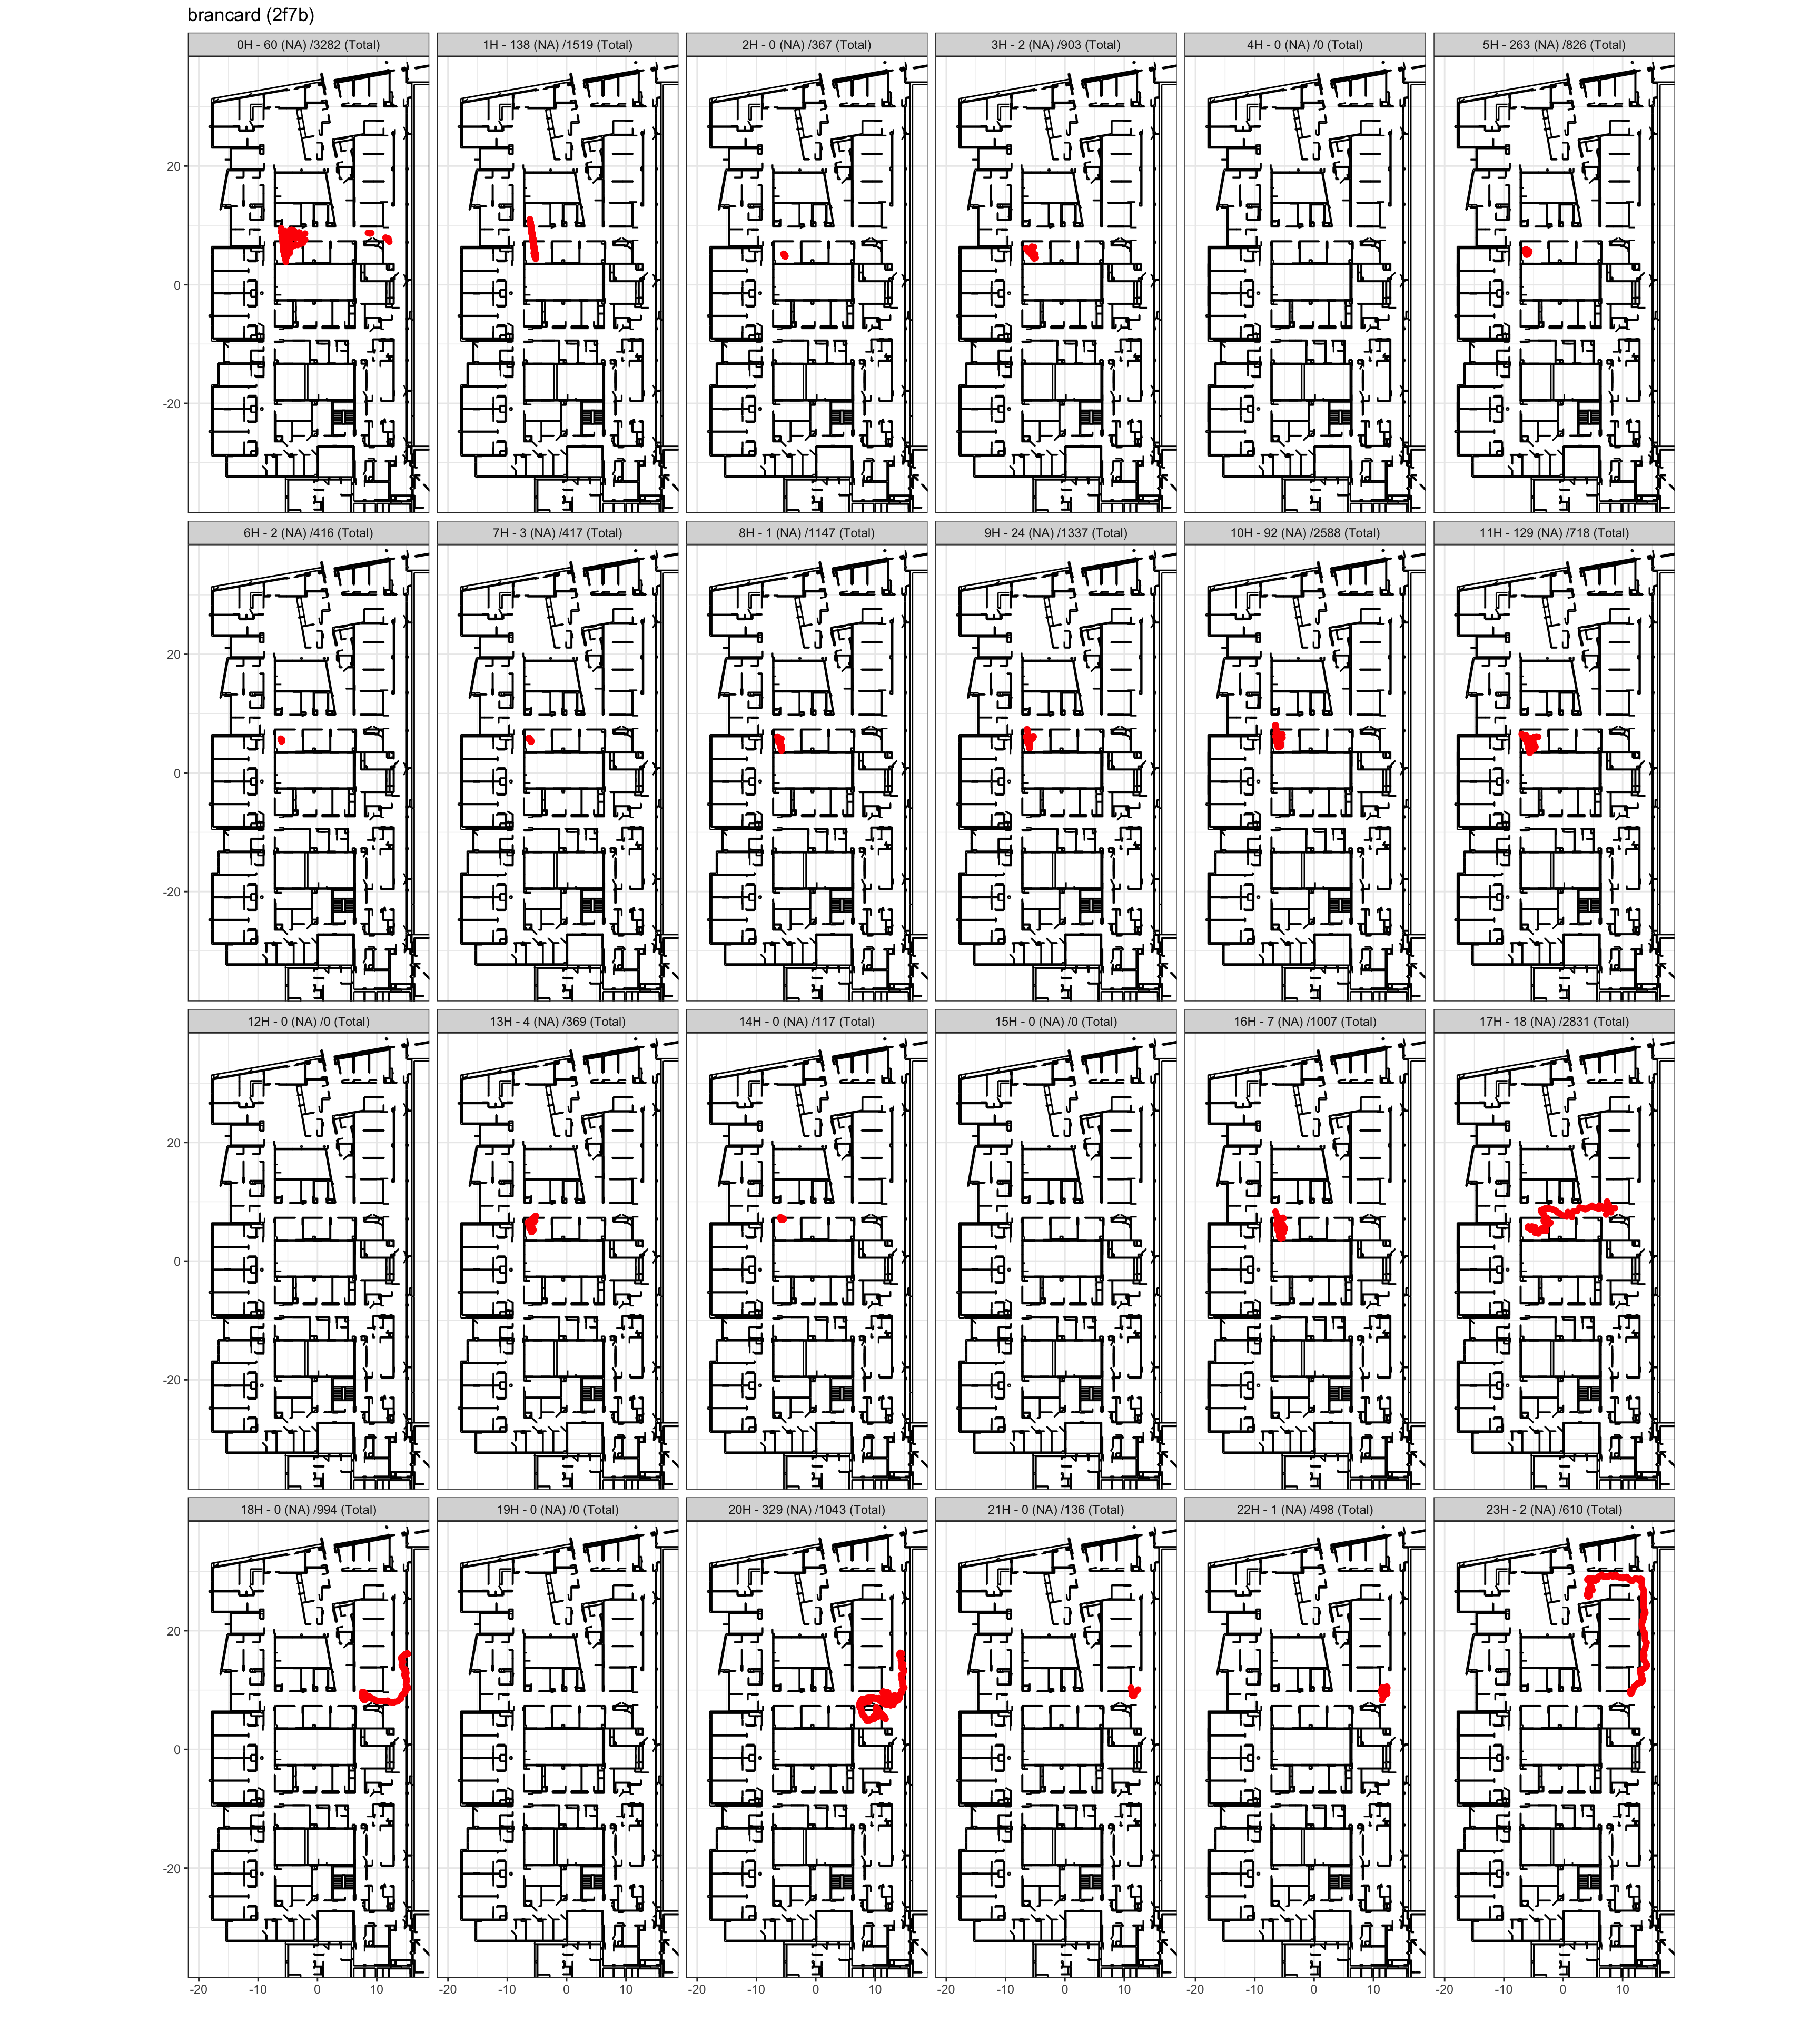 brancard (2f7b)
0H - 60 (NA) /3282 (Total)
1H - 138 (NA) /1519 (Total)
2H - 0 (NA) /367 (Total)
3H - 2 (NA) /903 (Total)
4H - 0 (NA) /0 (Total)
5H - 263 (NA) /826 (Total)
20
0
-20
6H - 2 (NA) /416 (Total)
7H - 3 (NA) /417 (Total)
8H - 1 (NA) /1147 (Total)
9H - 24 (NA) /1337 (Total)
10H - 92 (NA) /2588 (Total)
11H - 129 (NA) /718 (Total)
20
0
-20
12H - 0 (NA) /0 (Total)
13H - 4 (NA) /369 (Total)
14H - 0 (NA) /117 (Total)
15H - 0 (NA) /0 (Total)
16H - 7 (NA) /1007 (Total)
17H - 18 (NA) /2831 (Total)
20
0
-20
18H - 0 (NA) /994 (Total)
19H - 0 (NA) /0 (Total)
20H - 329 (NA) /1043 (Total)
21H - 0 (NA) /136 (Total)
22H - 1 (NA) /498 (Total)
23H - 2 (NA) /610 (Total)
20
0
-20
-20 -10 0 10
-20 -10 0 10
-20 -10 0 10
-20 -10 0 10
-20 -10 0 10
-20 -10 0 10